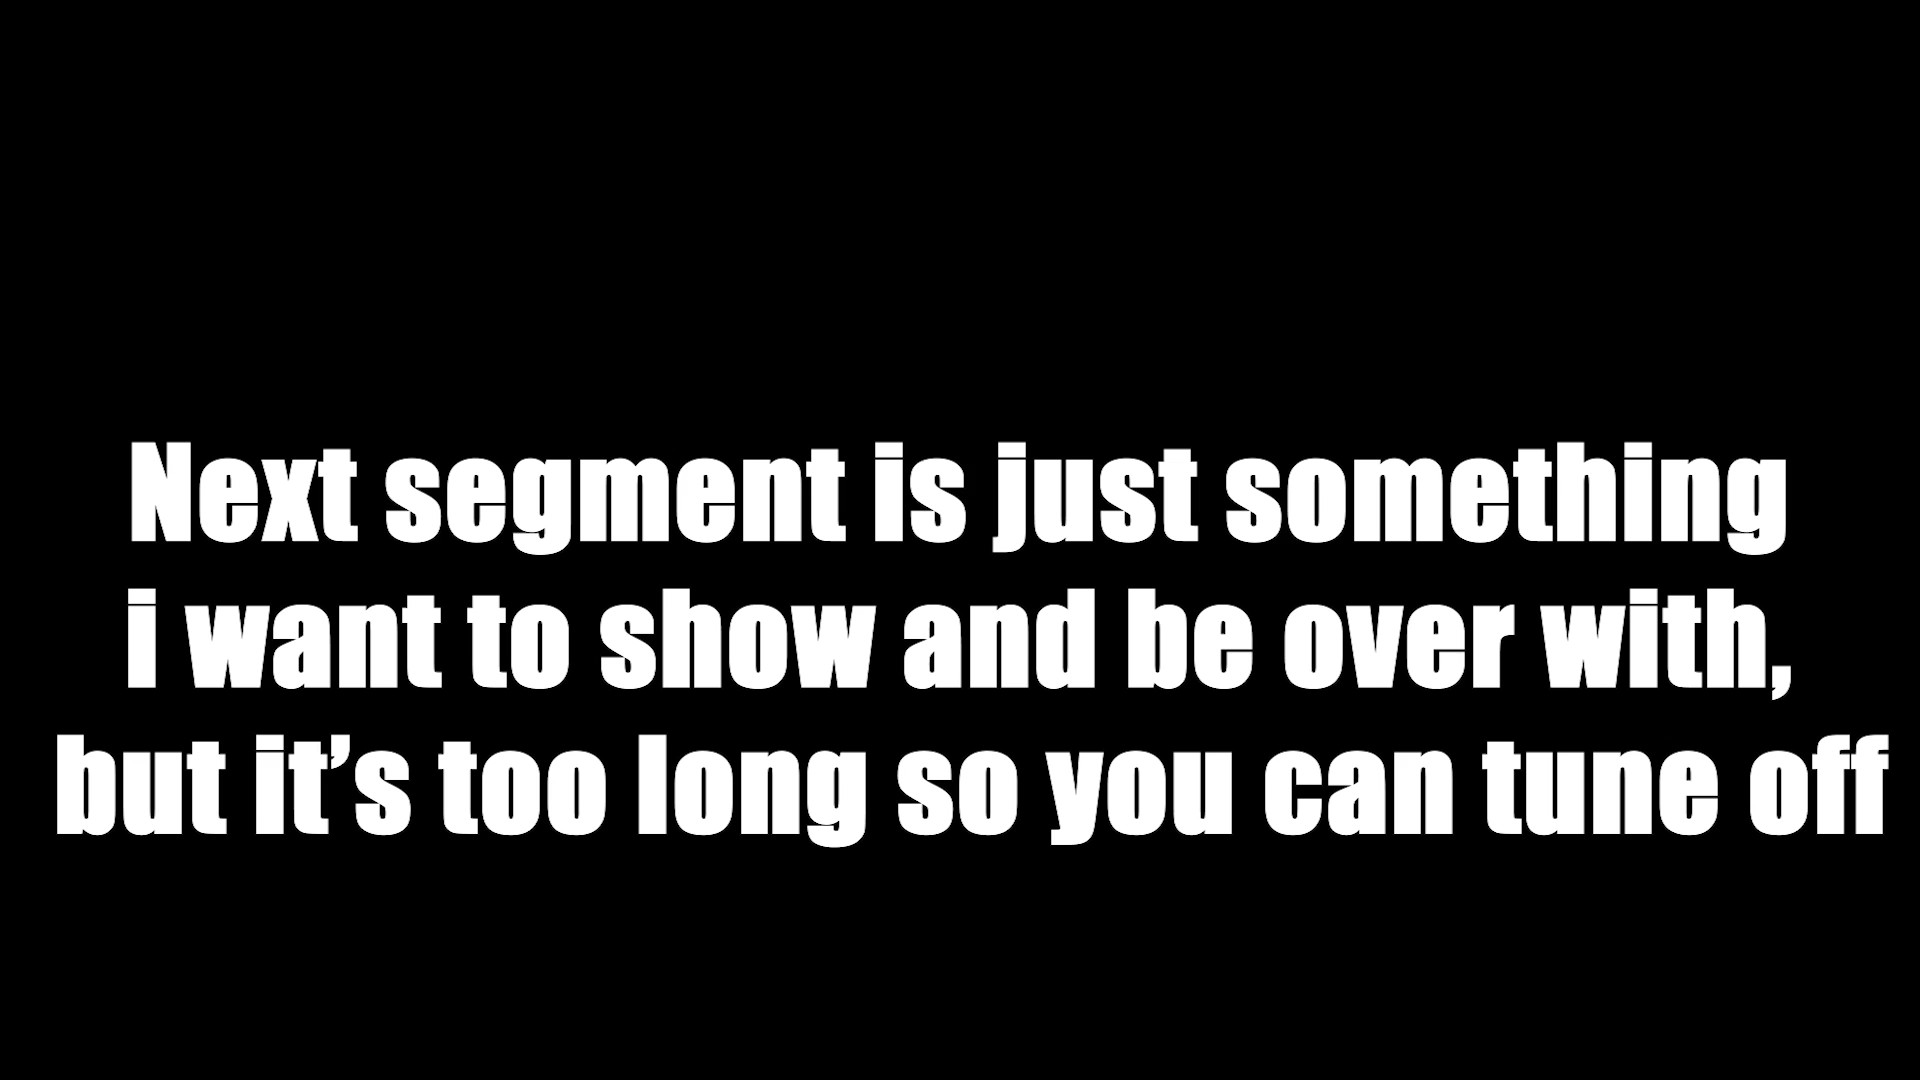 Next segment is just something
i want to show and be over with,
but it’s too long so you can tune off